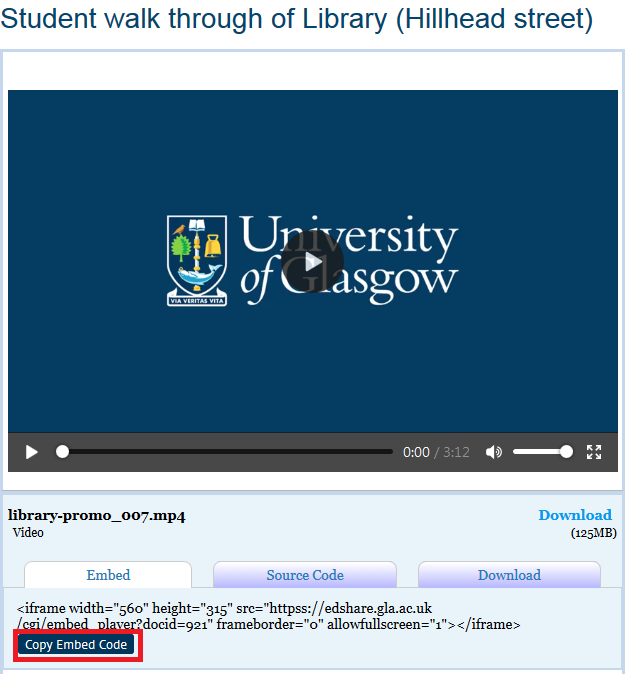 Student walk through of Library (Hillhead street)
University
of Glasgow
VIA VERITAS VITA
0:00 / 3:12
library-promo_007.mp4
Download
Video
(125MB)
Embed
Source Code
Download
<iframe width="560" height="315" src="httpss://edshare.gla.ac.uk
/cgi/embed_player?docid=921" frameborder="0" allowfullscreen="1"></iframe>
Copy Embed Code